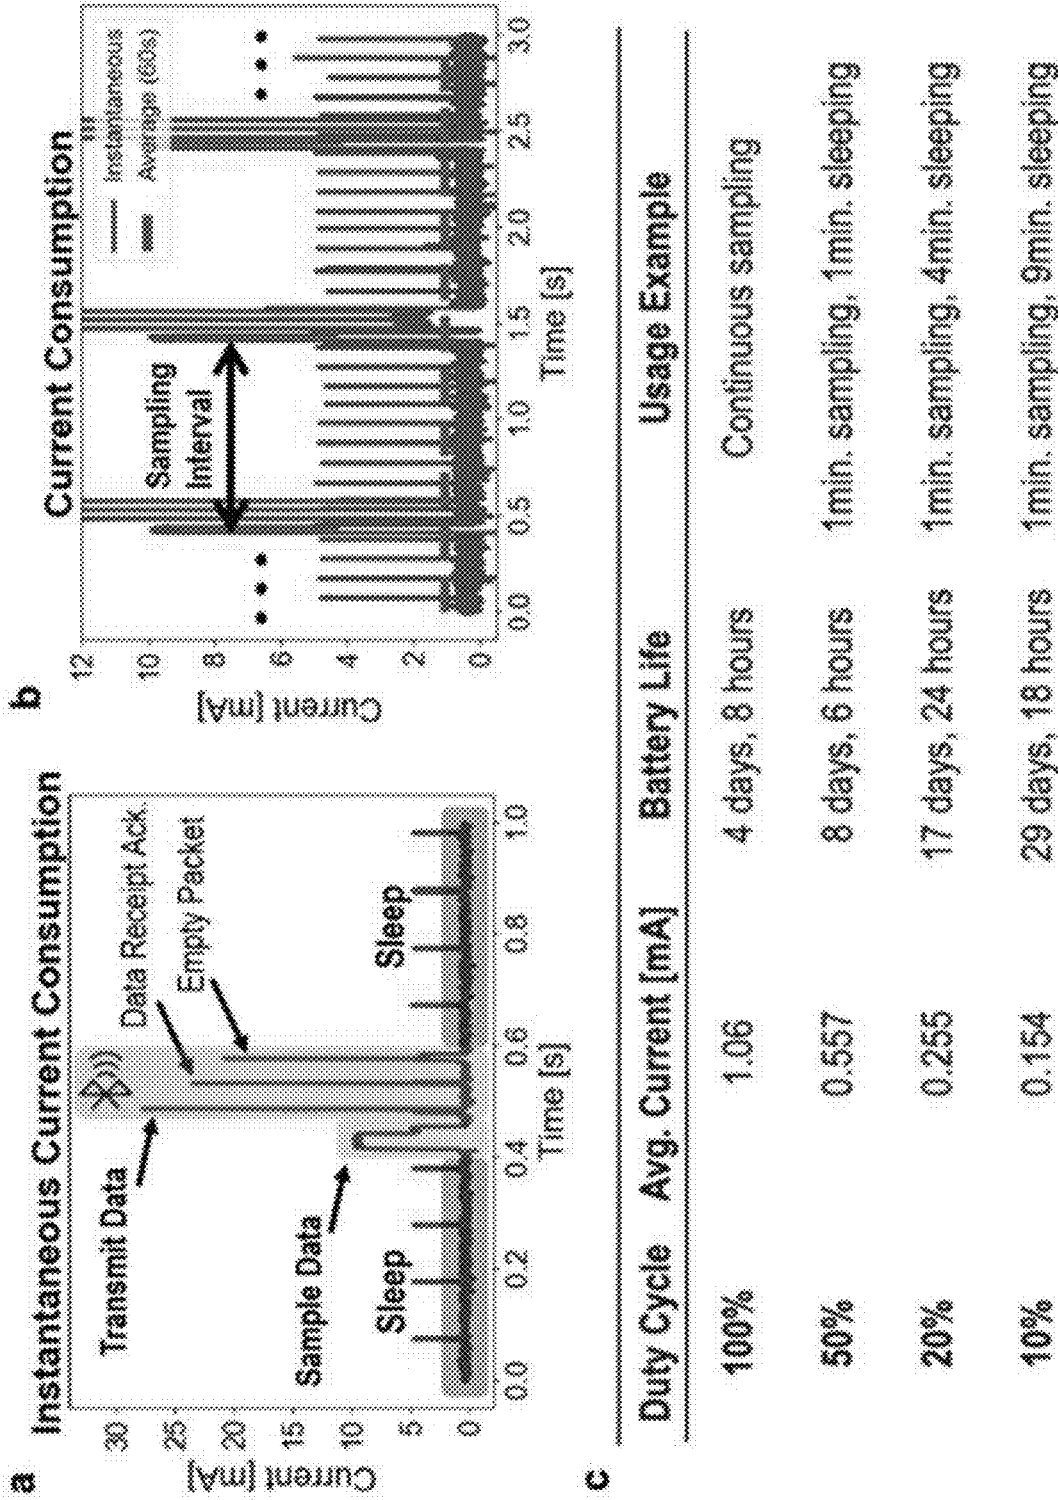 a
Instantaneous Current Consumption
Current [mA]
30
25
20
15
10
5
0
Transmit Data
Data Receipt Ack.
Empty Packet
Sample Data
Sleep
Sleep
0.0 0.2 0.4 0.6 0.8 1.0
Time [s]
b
Current Consumption
Current [mA]
12
10
8
6
4
2
0
Instantaneous
Average (60s)
Sampling
Interval
0.0 0.5 1.0 1.5 2.0 2.5 3.0
Time [s]
c
Duty Cycle Avg. Current [mA] Battery Life Usage Example
100% 1.06 4 days, 8 hours Continuous sampling
50% 0.557 8 days, 6 hours 1min. sampling, 1min. sleeping
20% 0.255 17 days, 24 hours 1min. sampling, 4min. sleeping
10% 0.154 29 days, 18 hours 1min. sampling, 9min. sleeping